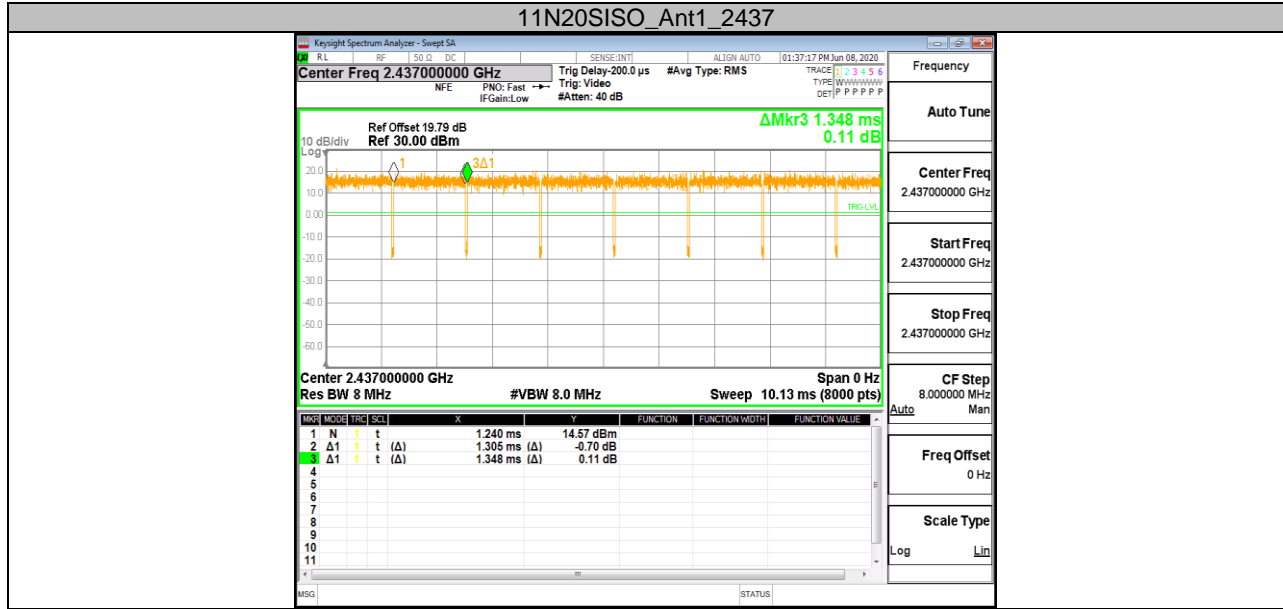 11N20SISO_Ant1_2437
Keysight Spectrum Analyzer - Swept SA
LXI RL RF 50 Ω DC SENSE:INT ALIGN AUTO 01:37:17 PM Jun 08, 2020
Center Freq 2.437000000 GHz
NFE
PNO: Fast
IFGain:Low
Trig Delay-200.0 µs
Trig: Video
#Atten: 40 dB
#Avg Type: RMS
TRACE 1 2 3 4 5 6
TYPE
DET P P P P P P
ΔMkr3 1.348 ms
0.11 dB
Ref Offset 19.79 dB
10 dB/div Ref 30.00 dBm
Log
1
3Δ1
20.0
10.0
0.00
TRIG LVL
-10.0
-20.0
-30.0
-40.0
-50.0
-60.0
Center 2.437000000 GHz Span 0 Hz
Res BW 8 MHz #VBW 8.0 MHz Sweep 10.13 ms (8000 pts)
MKR MODE TRC SCL X Y FUNCTION FUNCTION WIDTH FUNCTION VALUE
1 N 1 t 1.240 ms 14.57 dBm
2 Δ1 1 t (Δ) 1.305 ms (Δ) -0.70 dB
3 Δ1 1 t (Δ) 1.348 ms (Δ) 0.11 dB
4
5
6
7
8
9
10
11
MSG STATUS
Frequency
Auto Tune
Center Freq
2.437000000 GHz
Start Freq
2.437000000 GHz
Stop Freq
2.437000000 GHz
CF Step
8.000000 MHz
Auto Man
Freq Offset
0 Hz
Scale Type
Log Lin